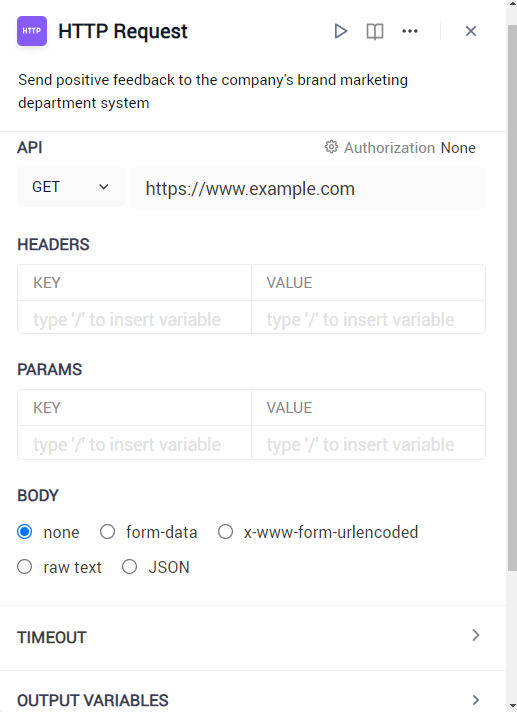 HTTP HTTP Request
Send positive feedback to the company's brand marketing
department system
API Authorization None
GET https://www.example.com
HEADERS
KEY VALUE
type '/' to insert variable type '/' to insert variable
PARAMS
KEY VALUE
type '/' to insert variable type '/' to insert variable
BODY
none form-data x-www-form-urlencoded
raw text JSON
TIMEOUT
OUTPUT VARIABLES